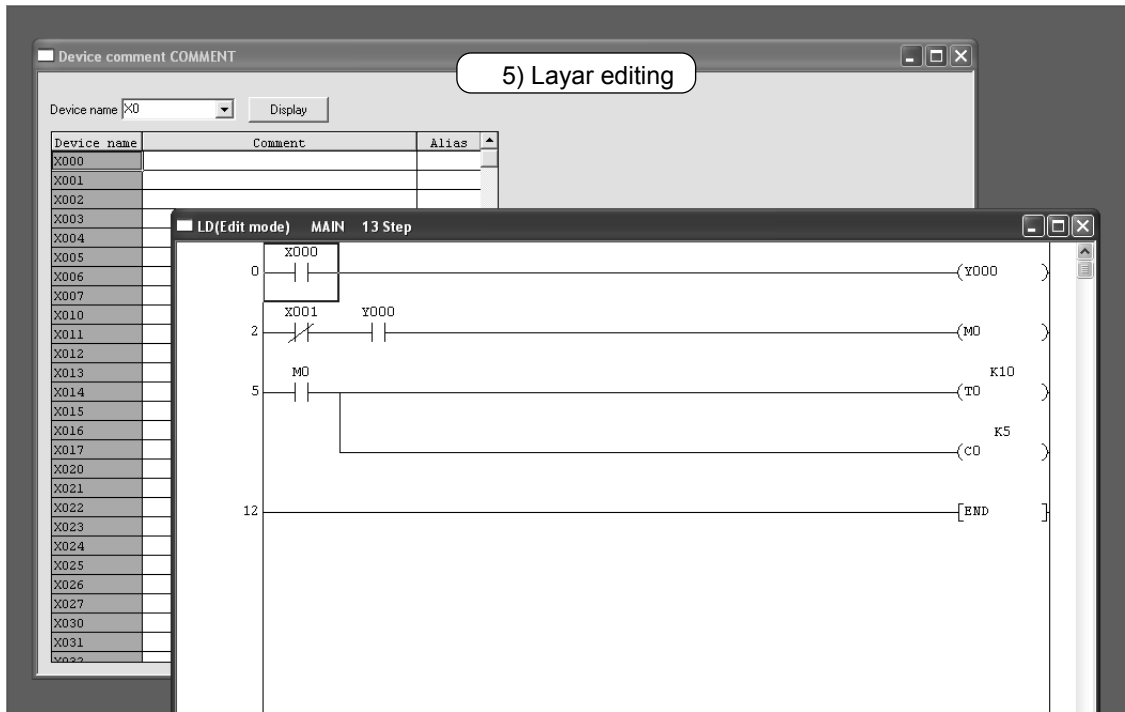 Device comment COMMENT
5) Layar editing
Device name X0 Display
Device name Comment Alias
X000
X001
X002
X003
X004
X005
X006
X007
X010
X011
X012
X013
X014
X015
X016
X017
X020
X021
X022
X023
X024
X025
X026
X027
X030
X031
X032
LD(Edit mode) MAIN 13 Step
X000
0 (Y000 )
X001 Y000
2 (M0 )
M0 K10
5 (T0 )
K5
(C0 )
12 [END ]